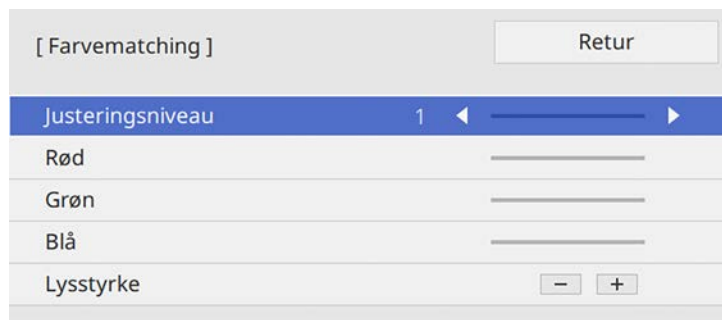 [ Farvematching ]
Retur
Justeringsniveau 1
Rød
Grøn
Blå
Lysstyrke − +